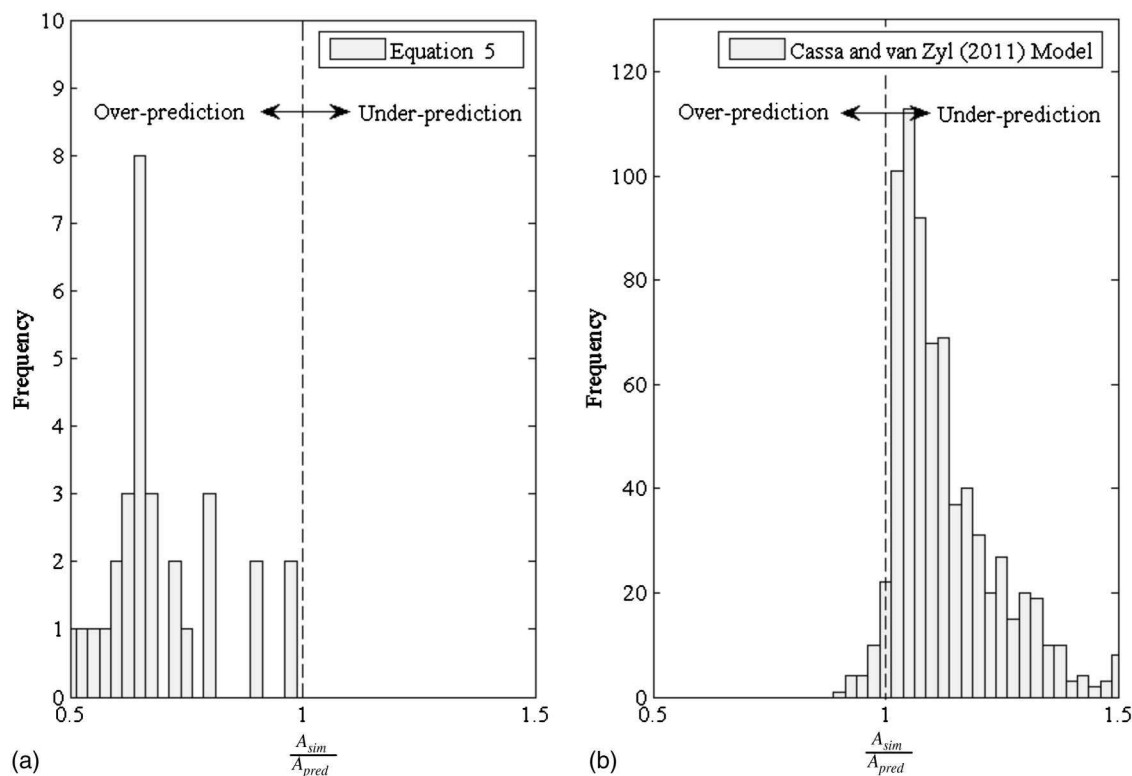 10
9
8
7
6
5
4
3
2
1
0
Frequency
Equation 5
Over-prediction
Under-prediction
0.5
1
1.5
(a)
A_sim
A_pred
120
100
80
60
40
20
0
Frequency
Cassa and van Zyl (2011) Model
Over-prediction
Under-prediction
0.5
1
1.5
(b)
A_sim
A_pred